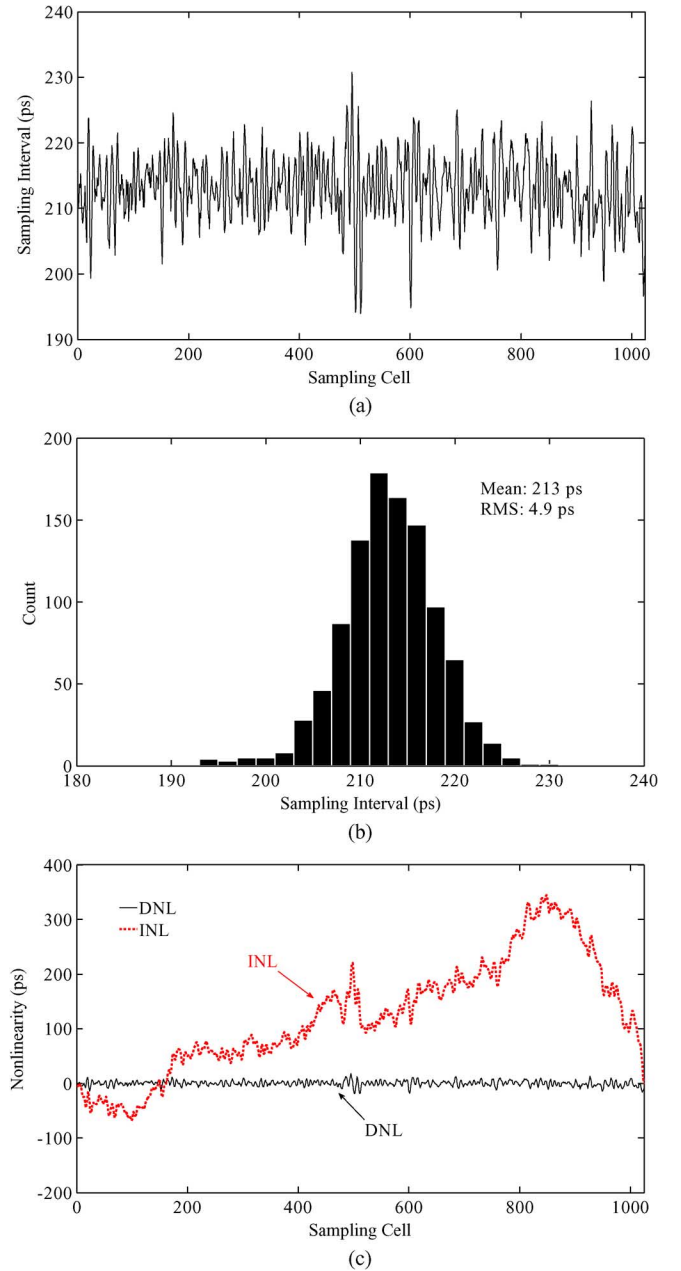 240
230
220
210
200
190
Sampling Interval (ps)
0 200 400 600 800 1000
Sampling Cell
(a)
200
150
100
50
0
Count
Mean: 213 ps
RMS: 4.9 ps
180 190 200 210 220 230 240
Sampling Interval (ps)
(b)
400
300
200
100
0
-100
-200
Nonlinearity (ps)
DNL
INL
INL
DNL
0 200 400 600 800 1000
Sampling Cell
(c)